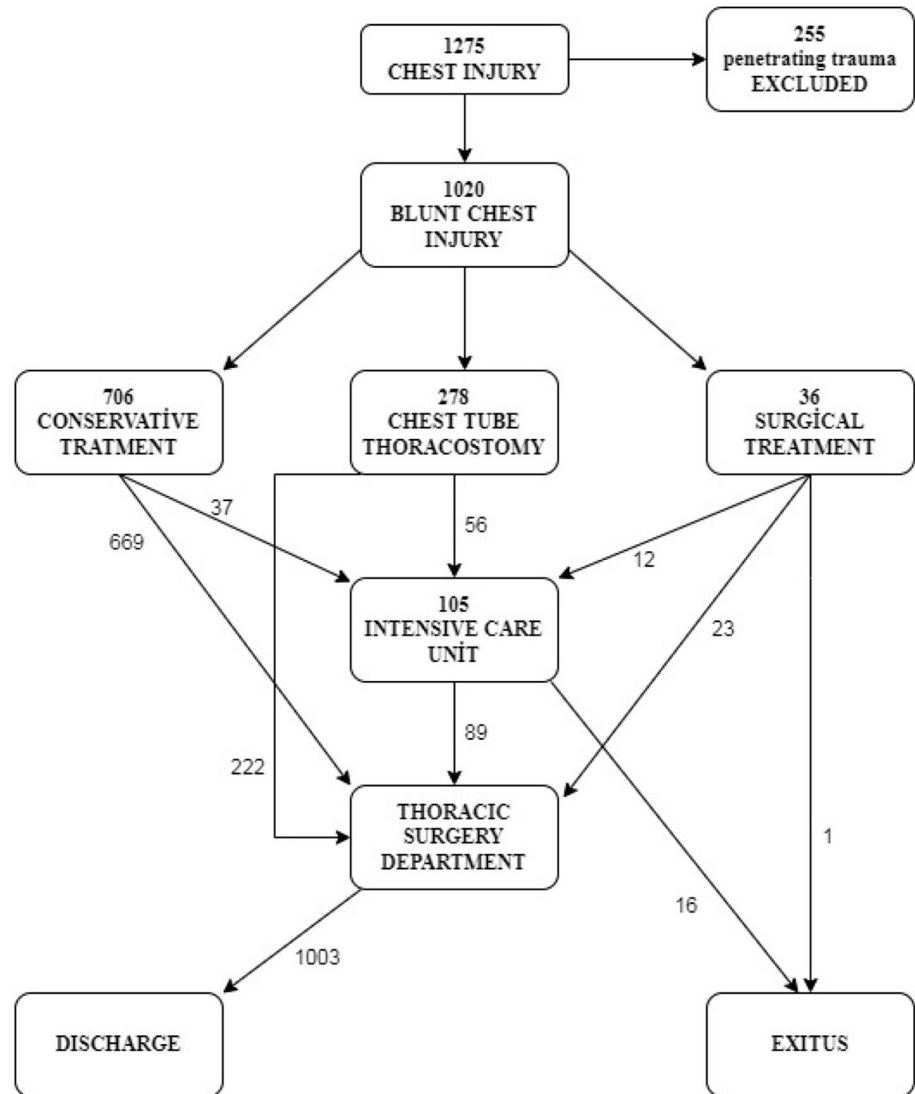 1275
CHEST INJURY
255
penetrating trauma
EXCLUDED
1020
BLUNT CHEST
INJURY
706
CONSERVATİVE
TRATMENT
278
CHEST TUBE
THORACOSTOMY
36
SURGİCAL
TREATMENT
37
669
56
12
105
INTENSIVE CARE
UNİT
23
89
222
THORACIC
SURGERY
DEPARTMENT
1
16
1003
DISCHARGE
EXITUS